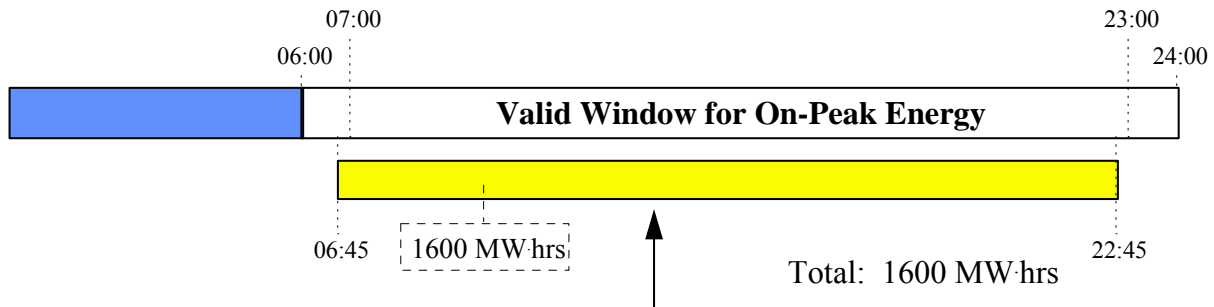 07:00
23:00
06:00
24:00
Valid Window for On-Peak Energy
06:45
1600 MW·hrs
22:45
Total: 1600 MW·hrs